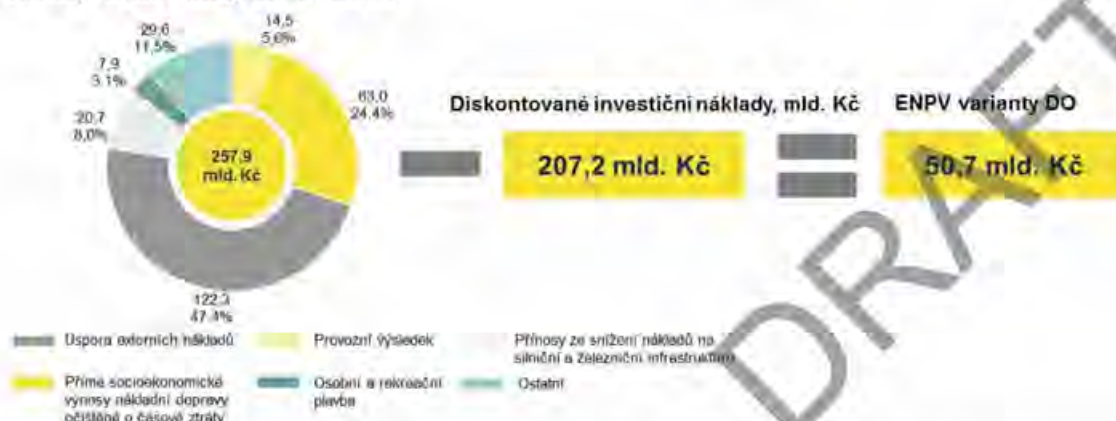 14,5
5,6%
29,6
11,5%
7,9
3,1%
63,0
24,4%
20,7
8,0%
257,9
mld. Kč
122,3
47,4%
Diskontované investiční náklady, mld. Kč
207,2 mld. Kč
ENPV varianty DO
50,7 mld. Kč
Úspora externích nákladů
Provozní výsledek
Přínosy ze snížení nákladů na
silniční a železniční infrastrukturu
Přímé socioekonomické
výnosy nákladní dopravy
očištěné o časové ztráty
Osobní a rekreační
plavba
Ostatní
DRAFT